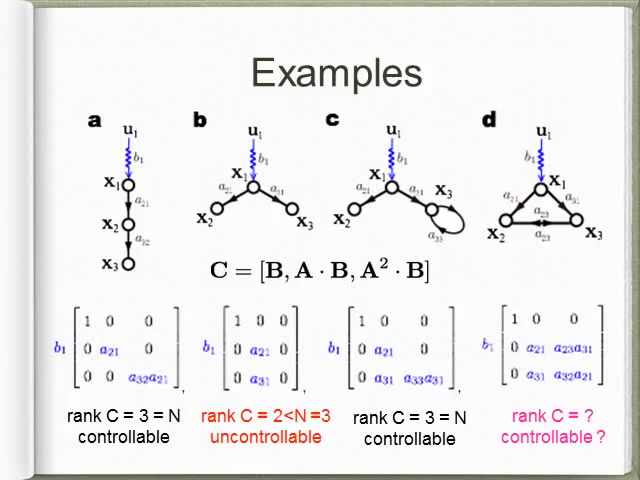 Examples
a b c d
u₁ u₁ u₁ u₁
b₁ b₁ b₁ b₁
x₁ x₁ x₁ x₁
a₂₁ a₂₁ a₃₁ a₂₁ a₃₁ x₃ a₂₁ a₃₁
x₂ x₂ x₃ x₂ a₃₃ x₂ a₂₃ x₃
a₃₂ a₂₃
x₃
C = [B, A · B, A² · B]
1 0 0 1 0 0 1 0 0 1 0 0
b₁ 0 a₂₁ 0 b₁ 0 a₂₁ 0 b₁ 0 a₂₁ 0 b₁ 0 a₂₁ a₂₃a₃₁
0 0 a₃₂a₂₁ , 0 a₃₁ 0 , 0 a₃₁ a₃₃a₃₁ , 0 a₃₁ a₃₂a₂₁
rank C = 3 = N rank C = 2<N =3 rank C = 3 = N rank C = ?
controllable uncontrollable controllable controllable ?